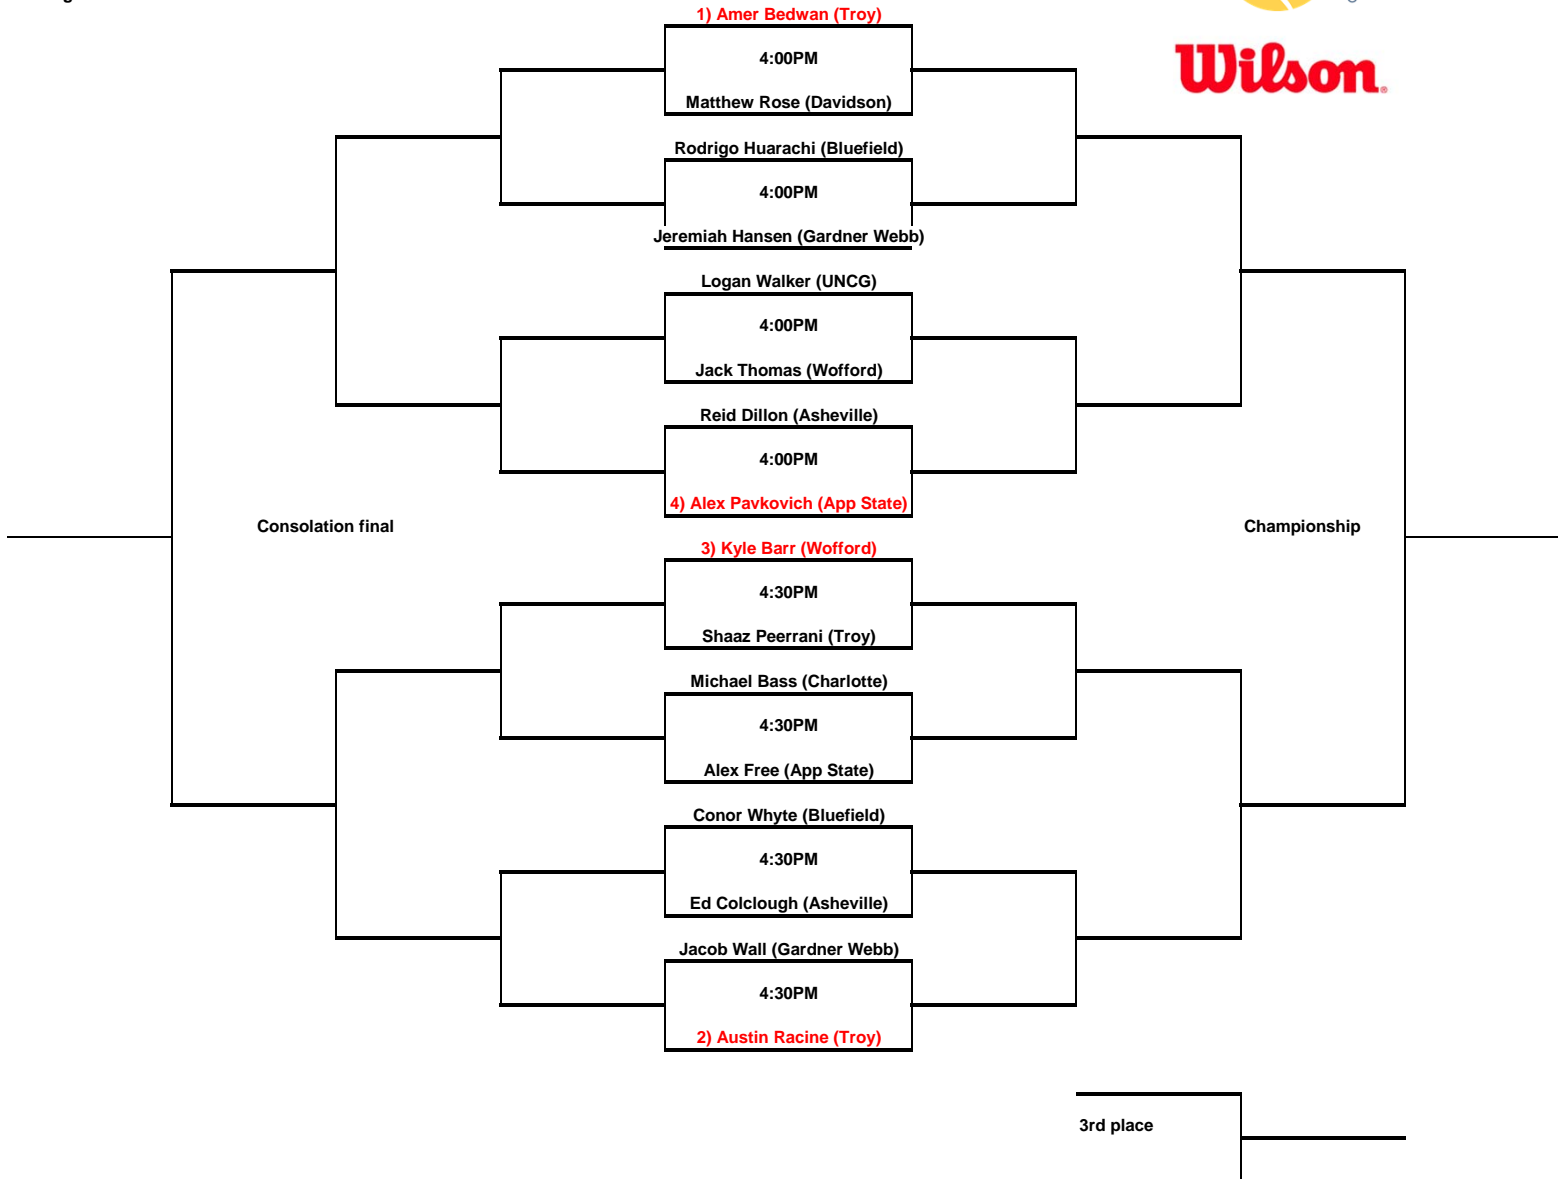 1) Amer Bedwan (Troy)
4:00PM
Wilson
Matthew Rose (Davidson)
Rodrigo Huarachi (Bluefield)
4:00PM
Jeremiah Hansen (Gardner Webb)
Logan Walker (UNCG)
4:00PM
Jack Thomas (Wofford)
Reid Dillon (Asheville)
4:00PM
4) Alex Pavkovich (App State)
Consolation final
Championship
3) Kyle Barr (Wofford)
4:30PM
Shaaz Peerrani (Troy)
Michael Bass (Charlotte)
4:30PM
Alex Free (App State)
Conor Whyte (Bluefield)
4:30PM
Ed Colclough (Asheville)
Jacob Wall (Gardner Webb)
4:30PM
2) Austin Racine (Troy)
3rd place